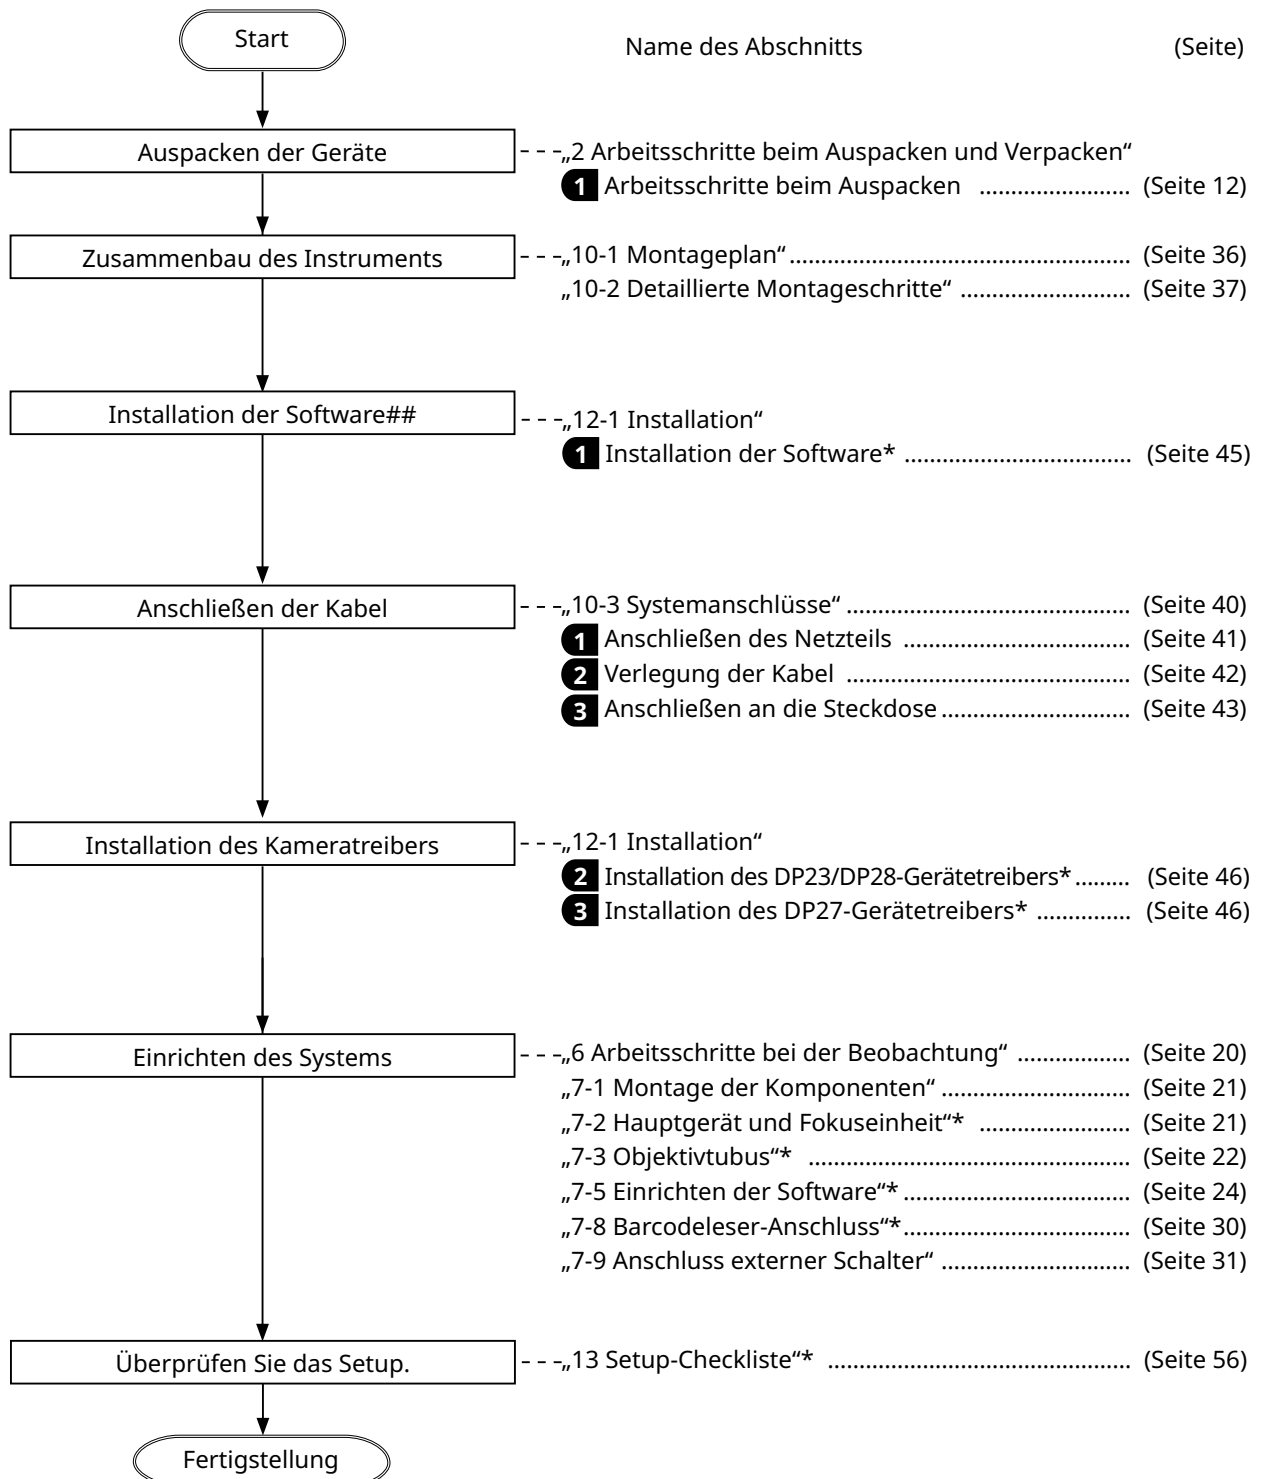 Start
Name des Abschnitts (Seite)
Auspacken der Geräte
„2 Arbeitsschritte beim Auspacken und Verpacken“
1 Arbeitsschritte beim Auspacken ........................ (Seite 12)
Zusammenbau des Instruments
„10-1 Montageplan“ ...................................................... (Seite 36)
„10-2 Detaillierte Montageschritte“ ........................... (Seite 37)
Installation der Software##
„12-1 Installation“
1 Installation der Software* .................................... (Seite 45)
Anschließen der Kabel
„10-3 Systemanschlüsse“ ............................................. (Seite 40)
1 Anschließen des Netzteils .................................... (Seite 41)
2 Verlegung der Kabel ............................................. (Seite 42)
3 Anschließen an die Steckdose .............................. (Seite 43)
Installation des Kameratreibers
„12-1 Installation“
2 Installation des DP23/DP28-Gerätetreibers* ......... (Seite 46)
3 Installation des DP27-Gerätetreibers* ............... (Seite 46)
Einrichten des Systems
„6 Arbeitsschritte bei der Beobachtung“ .................. (Seite 20)
„7-1 Montage der Komponenten“ .............................. (Seite 21)
„7-2 Hauptgerät und Fokuseinheit“* ........................ (Seite 21)
„7-3 Objektivtubus“* ................................................... (Seite 22)
„7-5 Einrichten der Software“* .................................... (Seite 24)
„7-8 Barcodeleser-Anschluss“* .................................... (Seite 30)
„7-9 Anschluss externer Schalter“ .............................. (Seite 31)
Überprüfen Sie das Setup.
„13 Setup-Checkliste“* ................................................ (Seite 56)
Fertigstellung